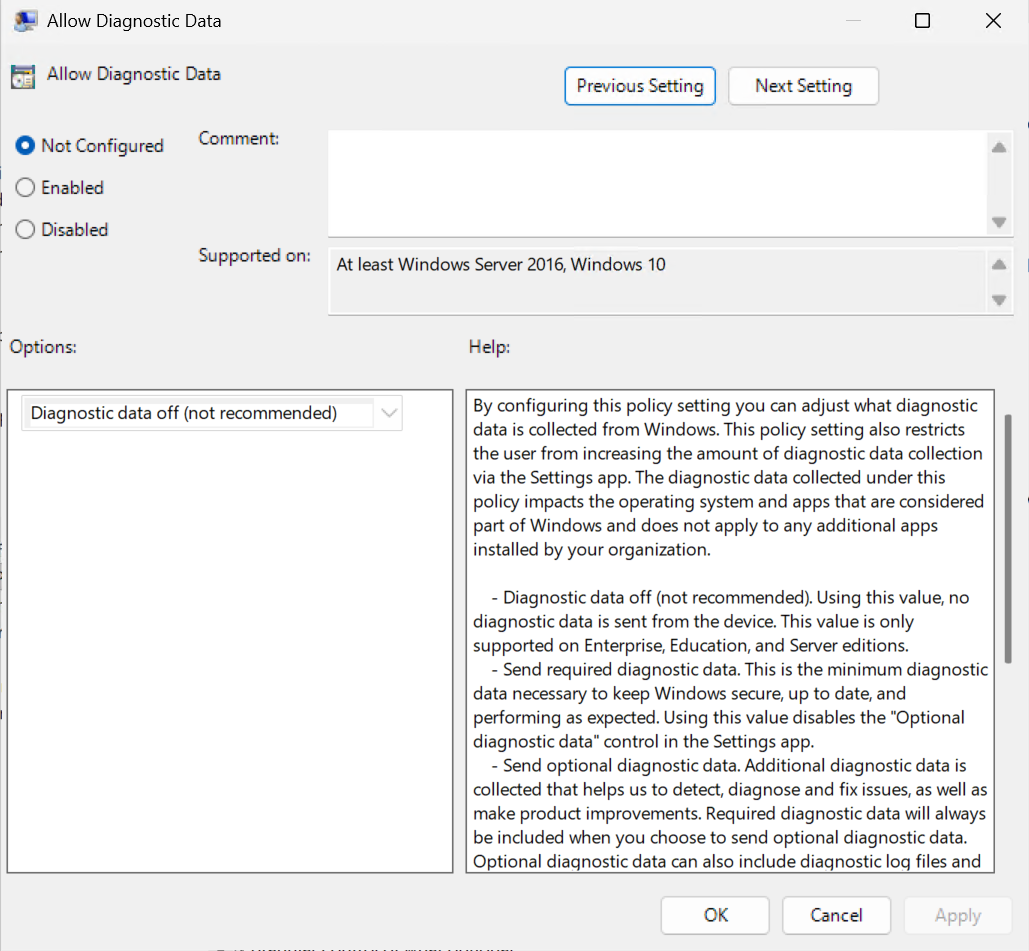 Allow Diagnostic Data
Allow Diagnostic Data
Previous Setting
Next Setting
Not Configured
Enabled
Disabled
Comment:
Supported on:
At least Windows Server 2016, Windows 10
Options:
Help:
Diagnostic data off (not recommended)
By configuring this policy setting you can adjust what diagnostic
data is collected from Windows. This policy setting also restricts
the user from increasing the amount of diagnostic data collection
via the Settings app. The diagnostic data collected under this
policy impacts the operating system and apps that are considered
part of Windows and does not apply to any additional apps
installed by your organization.
- Diagnostic data off (not recommended). Using this value, no
diagnostic data is sent from the device. This value is only
supported on Enterprise, Education, and Server editions.
- Send required diagnostic data. This is the minimum diagnostic
data necessary to keep Windows secure, up to date, and
performing as expected. Using this value disables the "Optional
diagnostic data" control in the Settings app.
- Send optional diagnostic data. Additional diagnostic data is
collected that helps us to detect, diagnose and fix issues, as well as
make product improvements. Required diagnostic data will always
be included when you choose to send optional diagnostic data.
Optional diagnostic data can also include diagnostic log files and
OK
Cancel
Apply